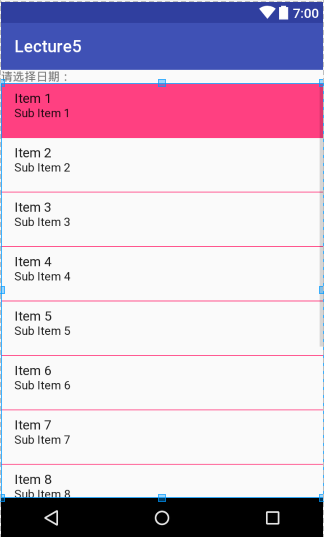 7:00
Lecture5
请选择日期：
Item 1
Sub Item 1
Item 2
Sub Item 2
Item 3
Sub Item 3
Item 4
Sub Item 4
Item 5
Sub Item 5
Item 6
Sub Item 6
Item 7
Sub Item 7
Item 8
Sub Item 8